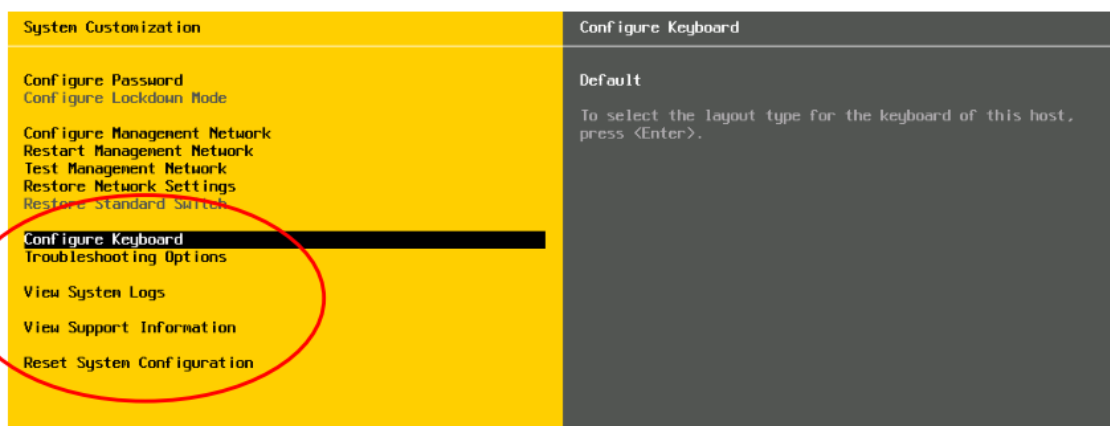 System Customization
Configure Password
Configure Lockdown Mode
Configure Management Network
Restart Management Network
Test Management Network
Restore Network Settings
Restore Standard Switch
Configure Keyboard
Troubleshooting Options
View System Logs
View Support Information
Reset System Configuration
Configure Keyboard
Default
To select the layout type for the keyboard of this host,
press <Enter>.